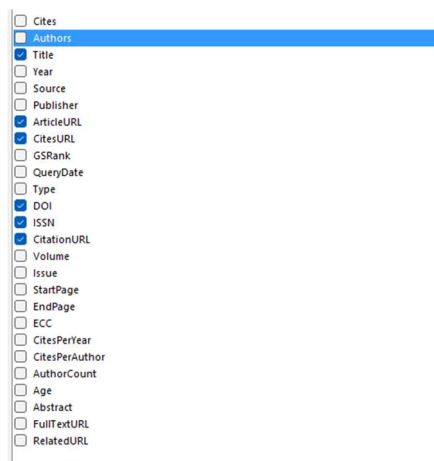 Cites
Authors
Title
Year
Source
Publisher
ArticleURL
CitesURL
GSRank
QueryDate
Type
DOI
ISSN
CitationURL
Volume
Issue
StartPage
EndPage
ECC
CitesPerYear
CitesPerAuthor
AuthorCount
Age
Abstract
FullTextURL
RelatedURL